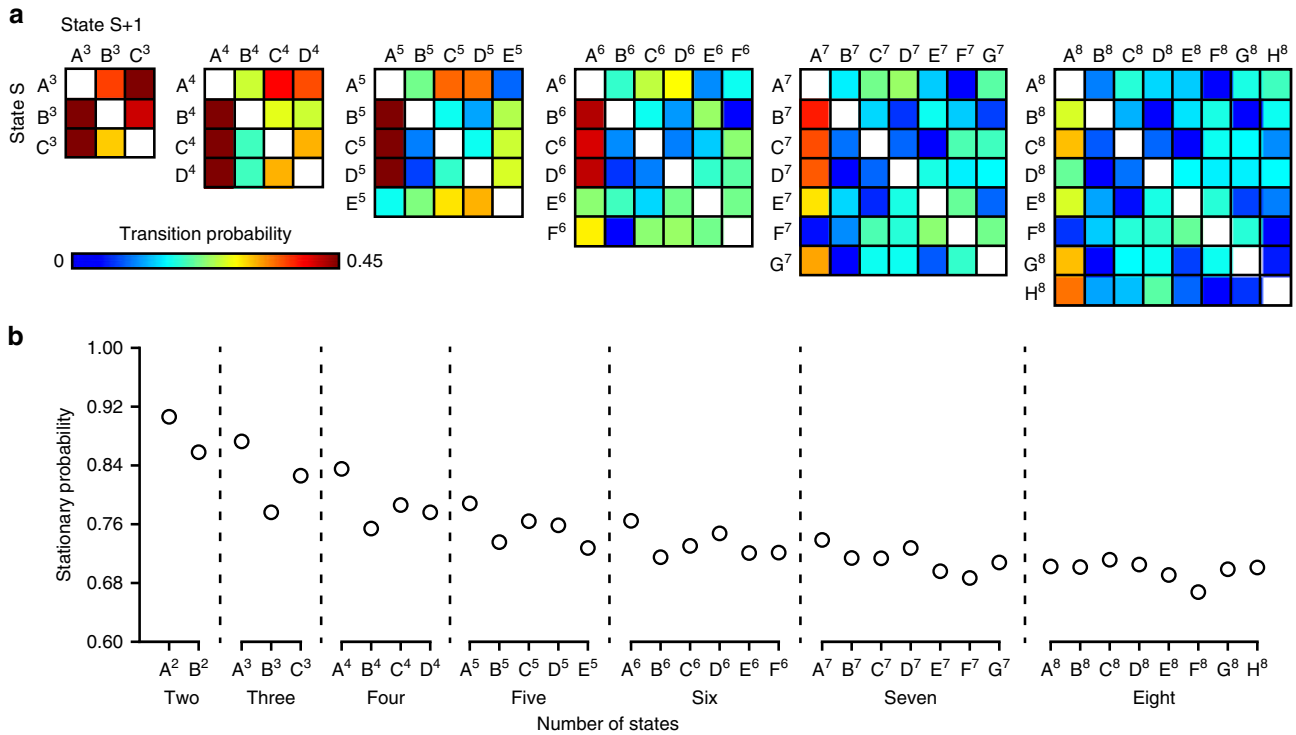 a
State S+1
A³ B³ C³
A⁴ B⁴ C⁴ D⁴
A⁵ B⁵ C⁵ D⁵ E⁵
A⁶ B⁶ C⁶ D⁶ E⁶ F⁶
A⁷ B⁷ C⁷ D⁷ E⁷ F⁷ G⁷
A⁸ B⁸ C⁸ D⁸ E⁸ F⁸ G⁸ H⁸
State S
A³
B³
C³
A⁴
B⁴
C⁴
D⁴
A⁵
B⁵
C⁵
D⁵
E⁵
A⁶
B⁶
C⁶
D⁶
E⁶
F⁶
A⁷
B⁷
C⁷
D⁷
E⁷
F⁷
G⁷
A⁸
B⁸
C⁸
D⁸
E⁸
F⁸
G⁸
H⁸
Transition probability
0 0.45
b
Stationary probability
1.00
0.92
0.84
0.76
0.68
0.60
A² B² A³ B³ C³ A⁴ B⁴ C⁴ D⁴ A⁵ B⁵ C⁵ D⁵ E⁵ A⁶ B⁶ C⁶ D⁶ E⁶ F⁶ A⁷ B⁷ C⁷ D⁷ E⁷ F⁷ G⁷ A⁸ B⁸ C⁸ D⁸ E⁸ F⁸ G⁸ H⁸
Two Three Four Five Six Seven Eight
Number of states